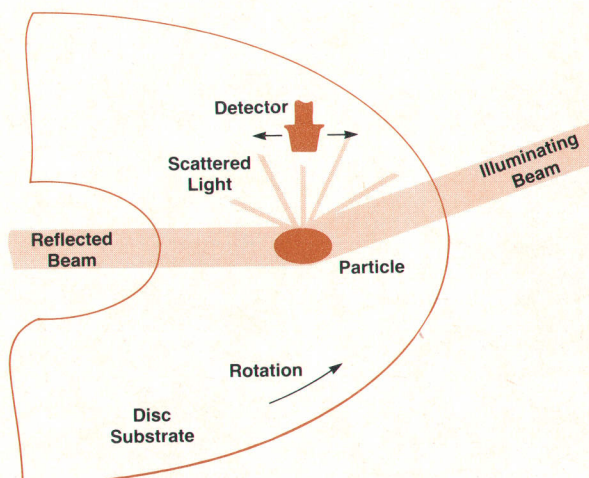 Detector
Scattered
Light
Illuminating
Beam
Reflected
Beam
Particle
Rotation
Disc
Substrate